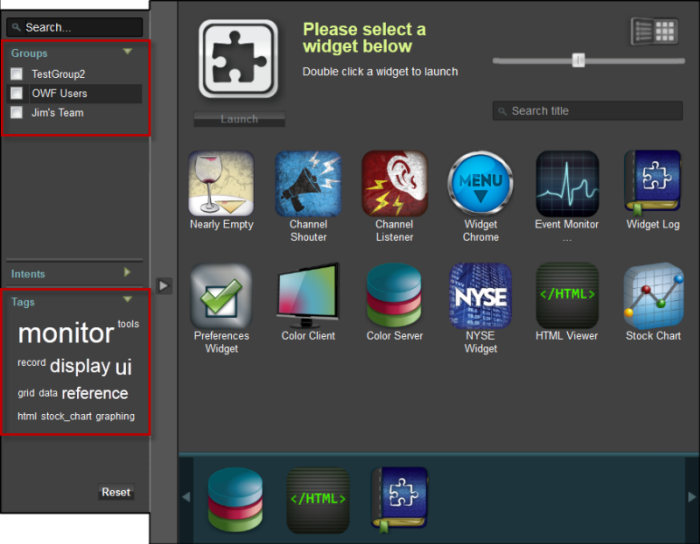 Search...
Groups
TestGroup2
OWF Users
Jim's Team
Intents
Tags
monitor tools
record display ui
grid data reference
html stock_chart graphing
Reset
Please select a
widget below
Double click a widget to launch
Launch
Search title
MENU
Nearly Empty
Channel
Shouter
Channel
Listener
Widget
Chrome
Event Monitor
...
Widget Log
NYSE
</HTML>
Preferences
Widget
Color Client
Color Server
NYSE
Widget
HTML Viewer
Stock Chart
</HTML>